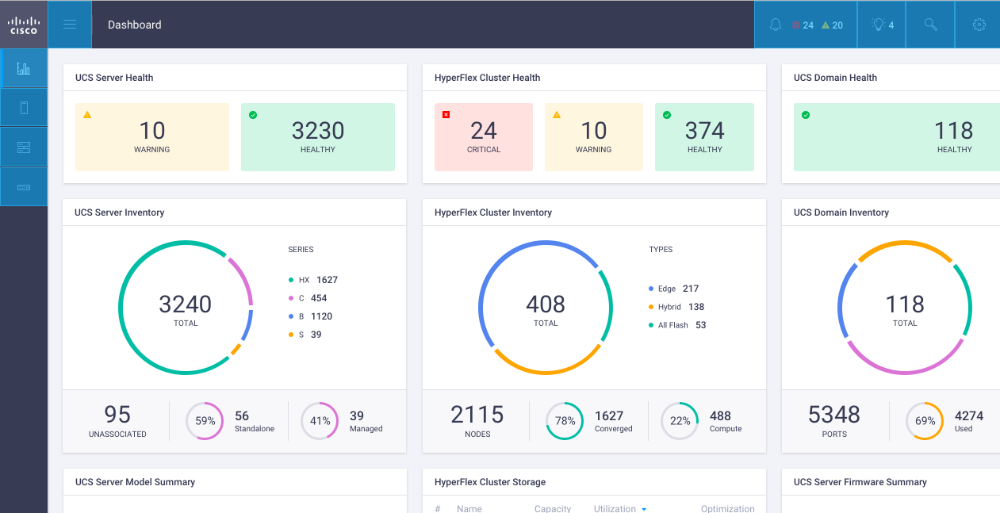 CISCO
Dashboard
24 20
4
UCS Server Health
10
WARNING
3230
HEALTHY
HyperFlex Cluster Health
24
CRITICAL
10
WARNING
374
HEALTHY
UCS Domain Health
118
HEALTHY
UCS Server Inventory
3240
TOTAL
SERIES
HX 1627
C 454
B 1120
S 39
95
UNASSOCIATED
59%
56
Standalone
41%
39
Managed
HyperFlex Cluster Inventory
408
TOTAL
TYPES
Edge 217
Hybrid 138
All Flash 53
2115
NODES
78%
1627
Converged
22%
488
Compute
UCS Domain Inventory
118
TOTAL
5348
PORTS
69%
4274
Used
UCS Server Model Summary
HyperFlex Cluster Storage
# Name Capacity Utilization Optimization
UCS Server Firmware Summary